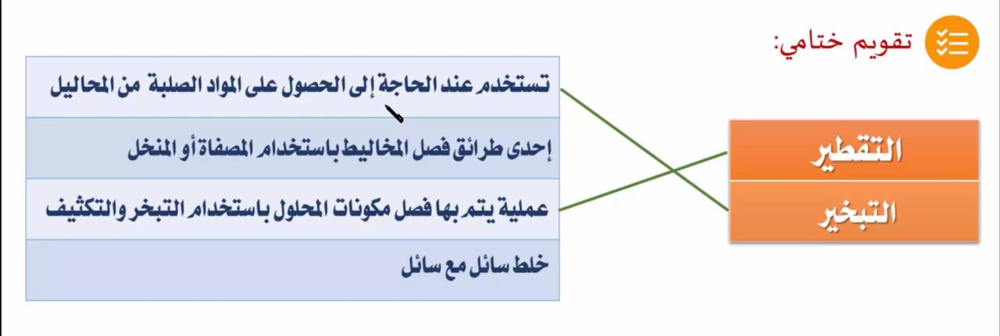 تقويم ختامي:
التقطير
التبخير
تستخدم عند الحاجة إلى الحصول على المواد الصلبة من المحاليل
إحدى طرائق فصل المخاليط باستخدام المصفاة أو المنخل
عملية يتم بها فصل مكونات المحلول باستخدام التبخر والتكثيف
خلط سائل مع سائل